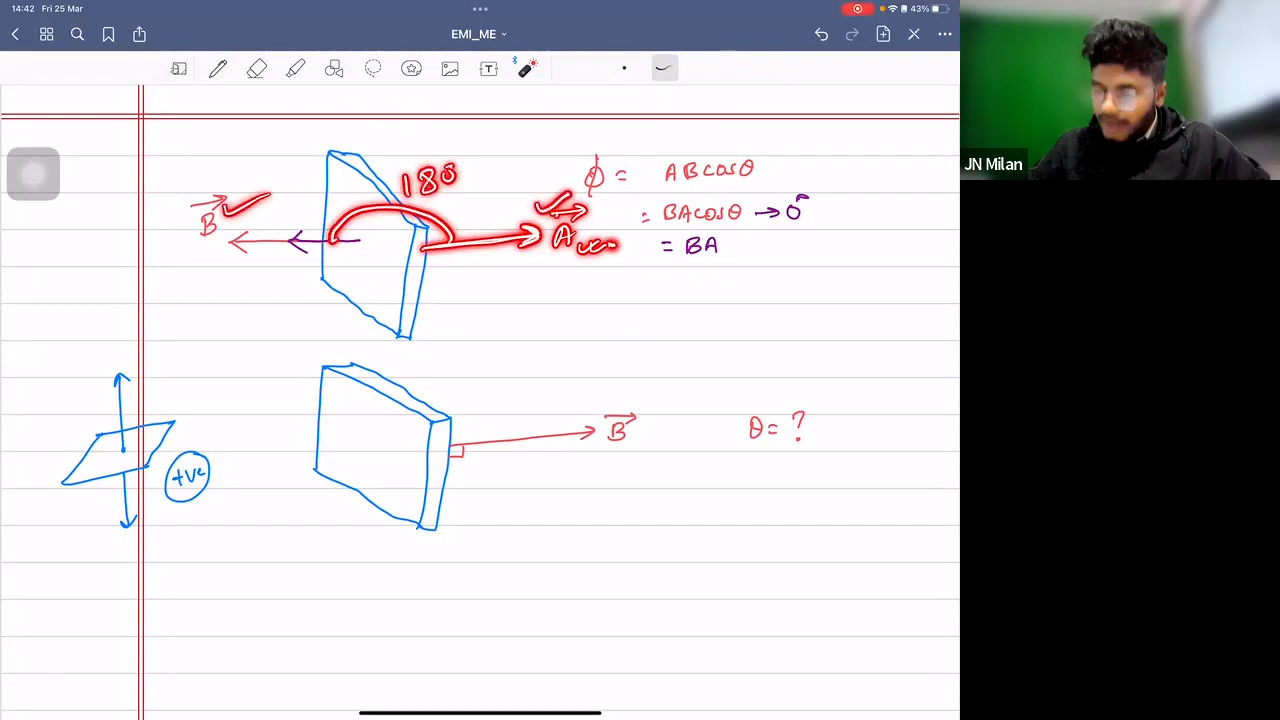 14:42 Fri 25 Mar
43%
EMI_ME
JN Milan
180°
B
A
ϕ = ABcosθ
= BAcosθ → 0°
= BA
+ve
B
θ = ?